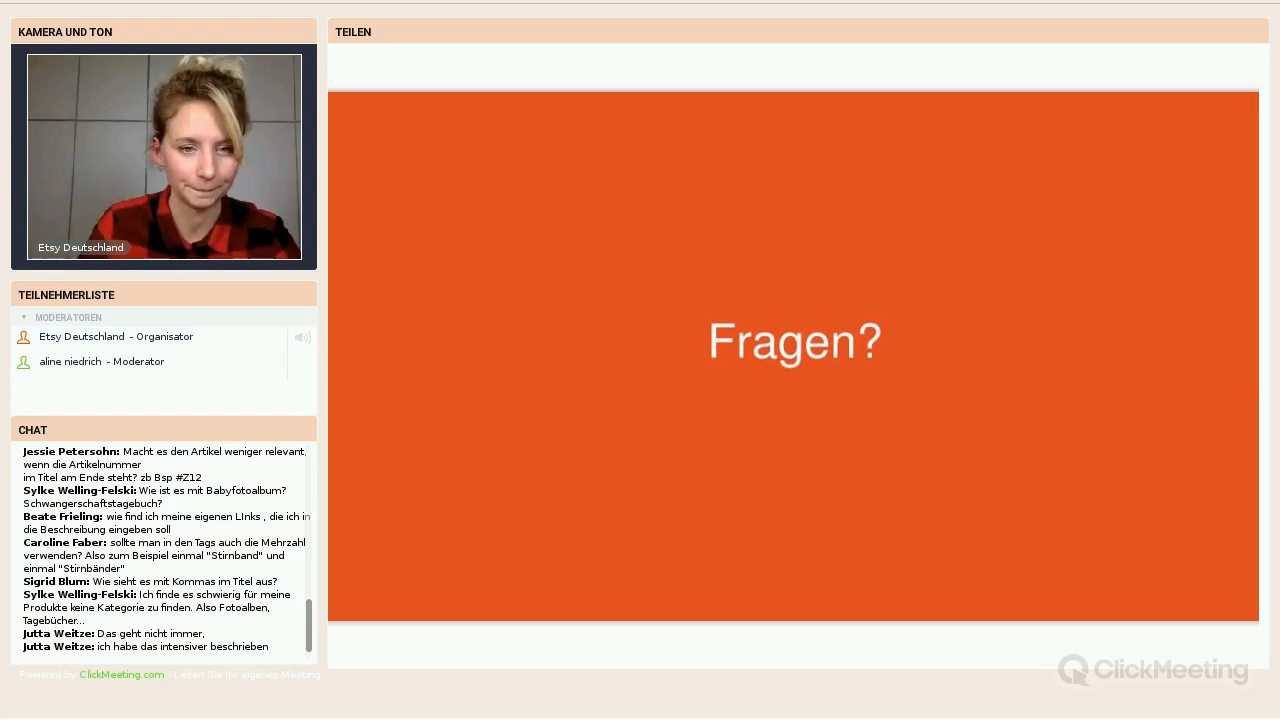 KAMERA UND TON
Etsy Deutschland
TEILNEHMERLISTE
MODERATOREN
Etsy Deutschland - Organisator
aline niedrich - Moderator
CHAT
Jessie Petersohn: Macht es den Artikel weniger relevant,
wenn die Artikelnummer
im Titel am Ende steht? zb Bsp #Z12
Sylke Welling-Felski: Wie ist es mit Babyfotoalbum?
Schwangerschaftstagebuch?
Beate Frieling: wie find ich meine eigenen LInks , die ich in
die Beschreibung eingeben soll
Caroline Faber: sollte man in den Tags auch die Mehrzahl
verwenden? Also zum Beispiel einmal "Stirnband" und
einmal "Stirnbänder"
Sigrid Blum: Wie sieht es mit Kommas im Titel aus?
Sylke Welling-Felski: Ich finde es schwierig für meine
Produkte keine Kategorie zu finden. Also Fotoalben,
Tagebücher...
Jutta Weitze: Das geht nicht immer,
Jutta Weitze: ich habe das intensiver beschrieben
Powered by ClickMeeting.com - Leiten Sie Ihr eigenes Meeting
TEILEN
Fragen?
ClickMeeting